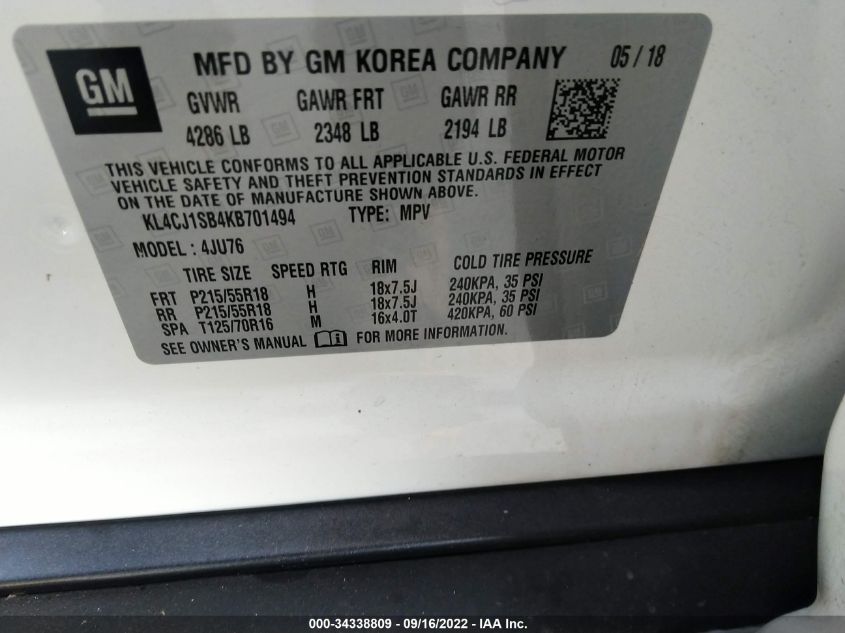 GM MFD BY GM KOREA COMPANY 05 / 18
GVWR GAWR FRT GAWR RR
4286 LB 2348 LB 2194 LB
THIS VEHICLE CONFORMS TO ALL APPLICABLE U.S. FEDERAL MOTOR
VEHICLE SAFETY AND THEFT PREVENTION STANDARDS IN EFFECT
ON THE DATE OF MANUFACTURE SHOWN ABOVE.
KL4CJ1SB4KB701494 TYPE: MPV
MODEL : 4JU76
TIRE SIZE SPEED RTG RIM COLD TIRE PRESSURE
FRT P215/55R18 H 18x7.5J 240KPA, 35 PSI
RR P215/55R18 H 18x7.5J 240KPA, 35 PSI
SPA T125/70R16 M 16x4.0T 420KPA, 60 PSI
SEE OWNER'S MANUAL FOR MORE INFORMATION.
000-34338809 - 09/16/2022 - IAA Inc.